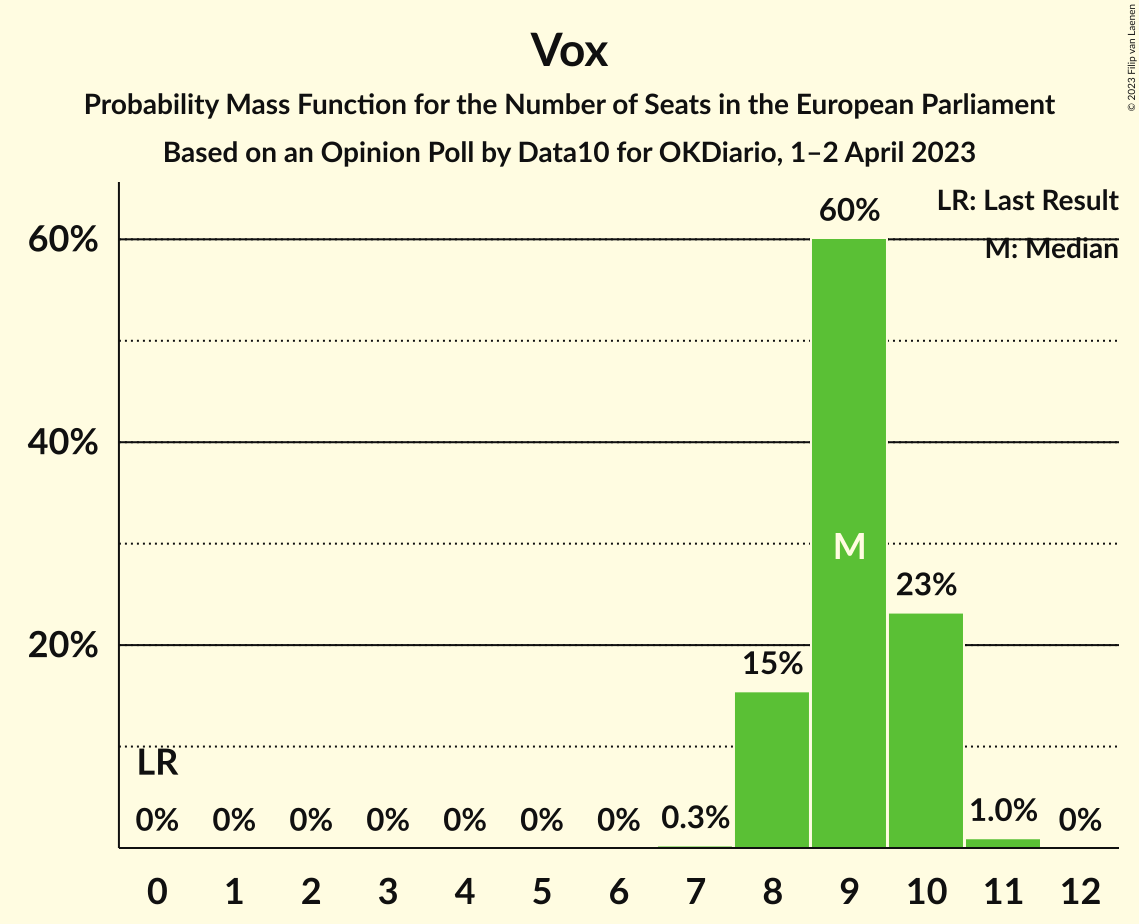 Vox
Probability Mass Function for the Number of Seats in the European Parliament
Based on an Opinion Poll by Data10 for OKDiario, 1–2 April 2023
© 2023 Filip van Laenen
LR: Last Result
M: Median
60%
40%
20%
LR
M
0% 0% 0% 0% 0% 0% 0% 0.3% 15% 60% 23% 1.0% 0%
0 1 2 3 4 5 6 7 8 9 10 11 12